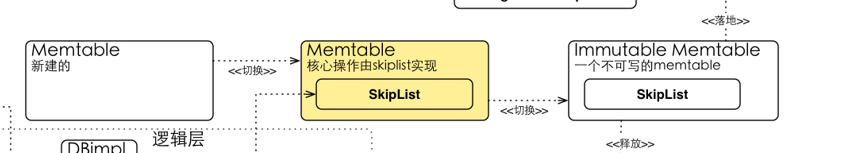 <<落地>>
Memtable
新建的
<<切换>>
Memtable
核心操作由skiplist实现
SkipList
<<切换>>
Immutable Memtable
一个不可写的memtable
SkipList
<<释放>>
逻辑层
DBimpl